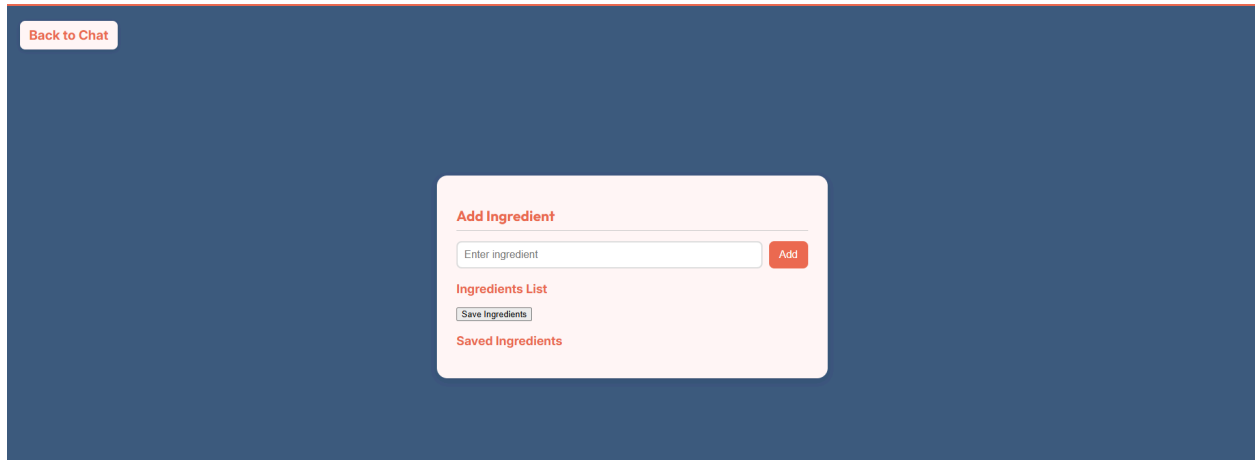 Back to Chat
Add Ingredient
Enter ingredient
Add
Ingredients List
Save Ingredients
Saved Ingredients